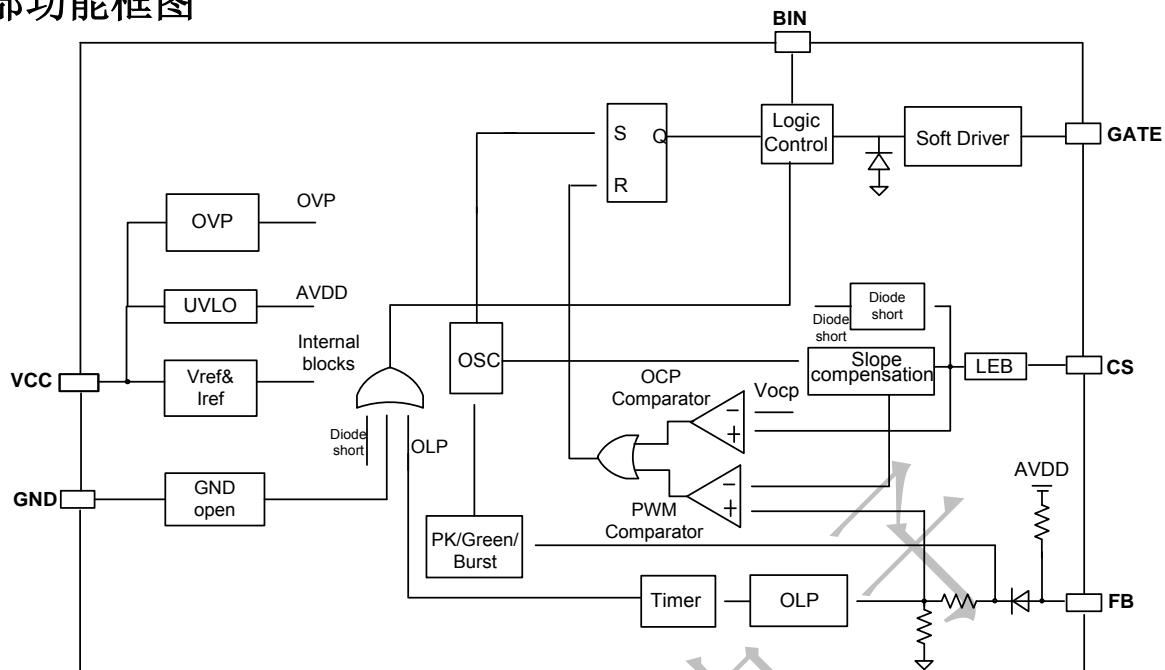 部功能框图
BIN
S
Q
R
Logic
Control
Soft Driver
GATE
OVP
OVP
UVLO
AVDD
Internal
blocks
VCC
Vref&
Iref
Diode
short
OLP
GND
GND
open
OSC
PK/Green/
Burst
Diode
short
Diode
short
Slope
compensation
LEB
CS
OCP
Comparator
Vocp
−
+
−
+
PWM
Comparator
AVDD
Timer
OLP
FB